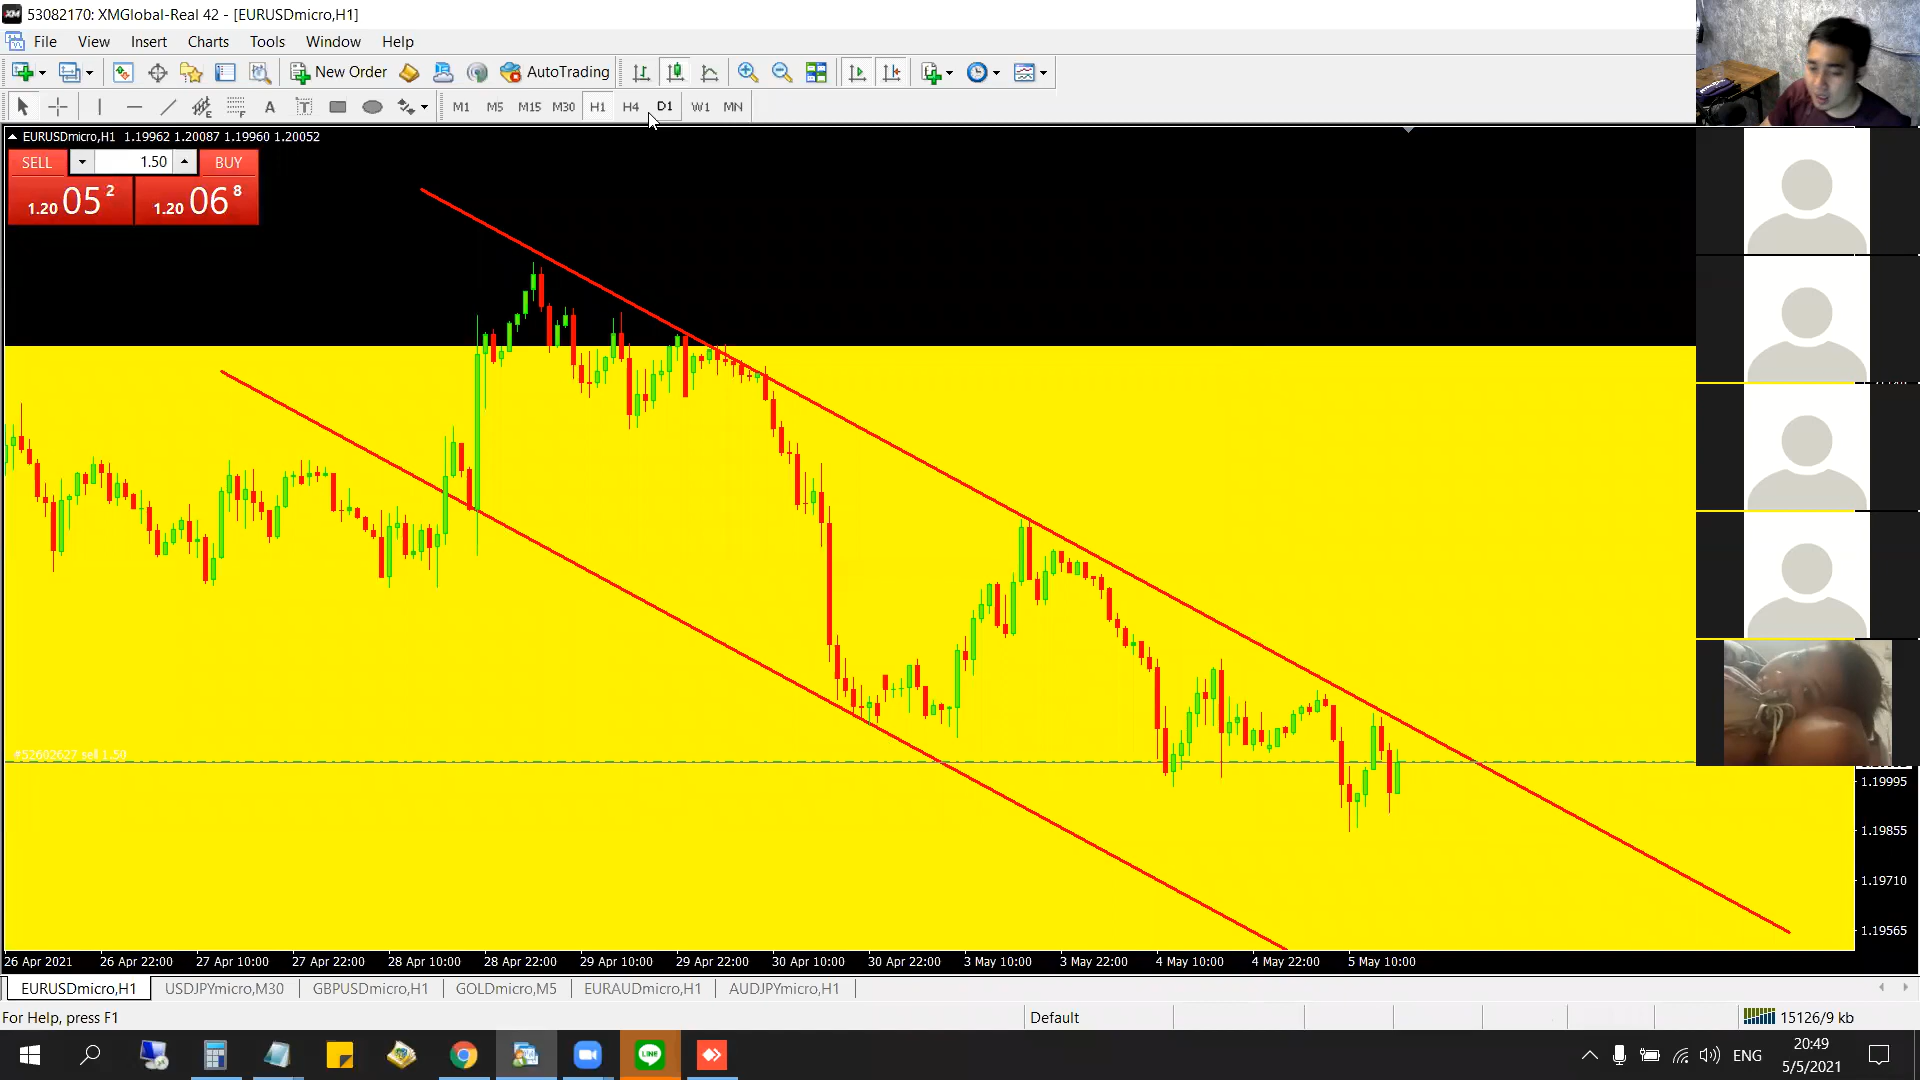 53082170: XMGlobal-Real 42 - [EURUSDmicro,H1]
File View Insert Charts Tools Window Help
New Order AutoTrading
M1 M5 M15 M30 H1 H4 D1 W1 MN
EURUSDmicro,H1 1.19962 1.20087 1.19960 1.20052
SELL 1.50 BUY
1.20 05 2 1.20 06 8
#52602627 sell 1.50
1.19995
1.19855
1.19710
1.19565
26 Apr 2021 26 Apr 22:00 27 Apr 10:00 27 Apr 22:00 28 Apr 10:00 28 Apr 22:00 29 Apr 10:00 29 Apr 22:00 30 Apr 10:00 30 Apr 22:00 3 May 10:00 3 May 22:00 4 May 10:00 4 May 22:00 5 May 10:00
EURUSDmicro,H1 USDJPYmicro,M30 GBPUSDmicro,H1 GOLDmicro,M5 EURAUDmicro,H1 AUDJPYmicro,H1
For Help, press F1 Default 15126/9 kb
LINE
ENG
20:49
5/5/2021